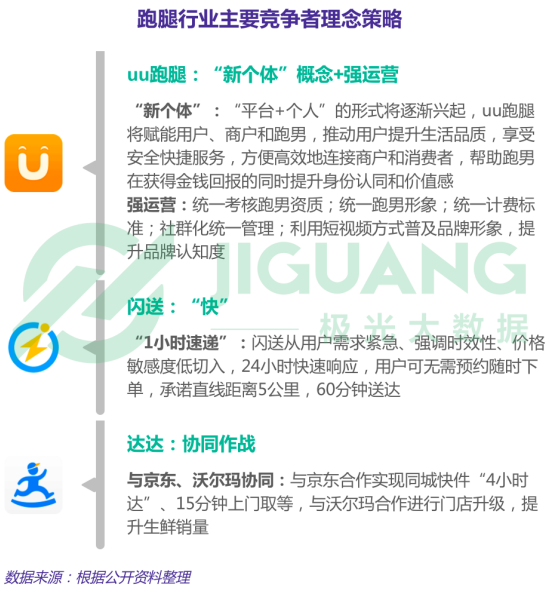 跑腿行业主要竞争者理念策略
uu跑腿：“新个体”概念+强运营
“新个体”：“平台+个人”的形式将逐渐兴起，uu跑腿
将赋能用户、商户和跑男，推动用户提升生活品质，享受
安全快捷服务，方便高效地连接商户和消费者，帮助跑男
在获得金钱回报的同时提升身份认同和价值感
强运营：统一考核跑男资质；统一跑男形象；统一计费标
准；社群化统一管理；利用短视频方式普及品牌形象，提
升品牌认知度
JIGUANG
极光大数据
闪送：“快”
“1小时速递”：闪送从用户需求紧急、强调时效性、价格
敏感度低切入，24小时快速响应，用户可无需预约随时下
单，承诺直线距离5公里，60分钟送达
达达：协同作战
与京东、沃尔玛协同：与京东合作实现同城快件“4小时
达”、15分钟上门取等，与沃尔玛合作进行门店升级，提
升生鲜销量
数据来源：根据公开资料整理